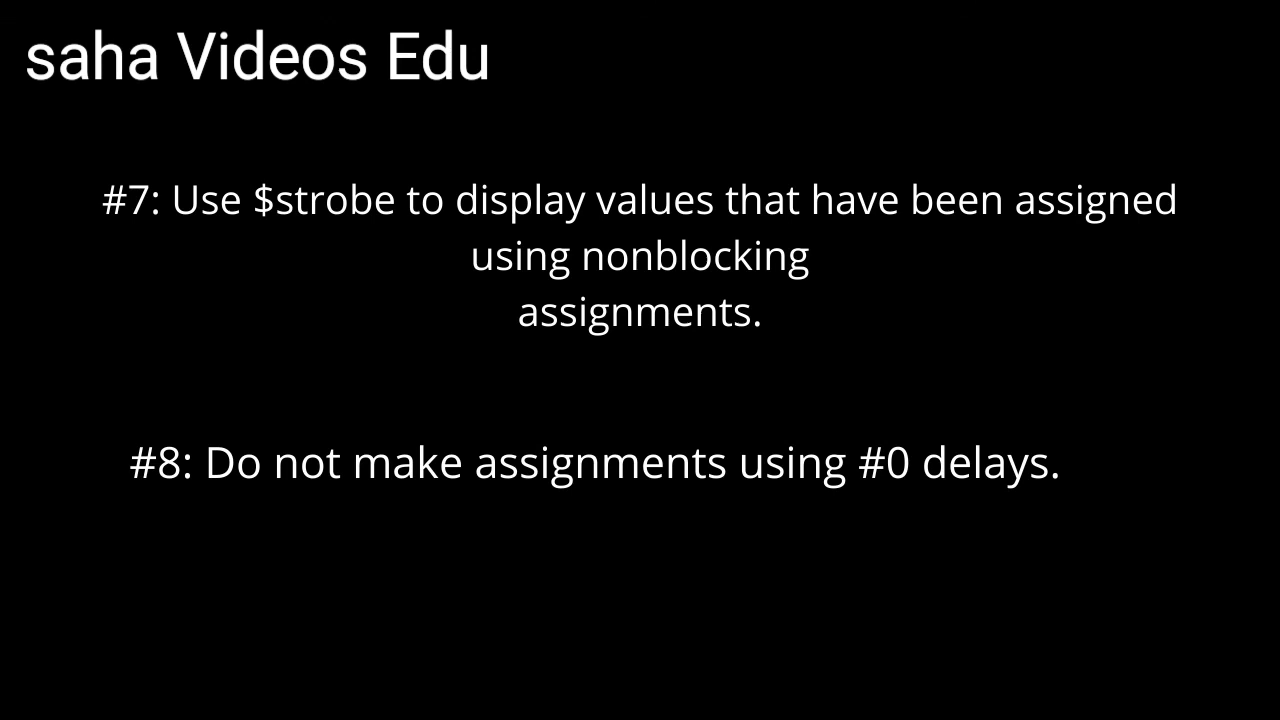 saha Videos Edu
#7: Use $strobe to display values that have been assigned
using nonblocking
assignments.
#8: Do not make assignments using #0 delays.